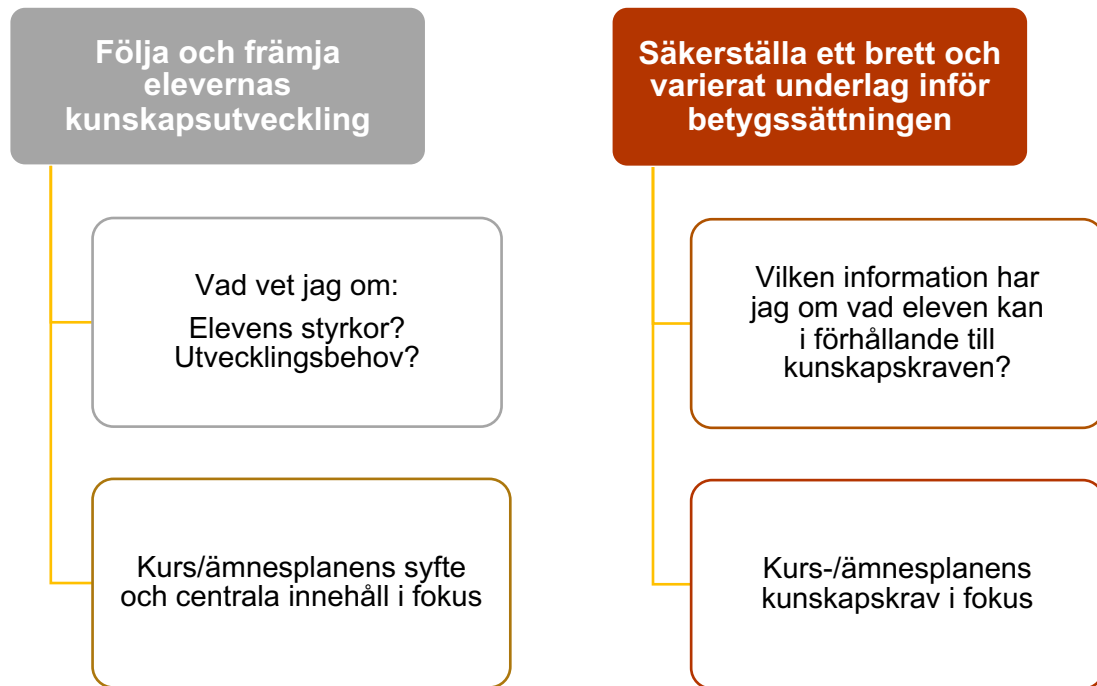 Följa och främja
elevernas
kunskapsutveckling
Vad vet jag om:
Elevens styrkor?
Utvecklingsbehov?
Kurs/ämnesplanens syfte
och centrala innehåll i fokus
Säkerställa ett brett och
varierat underlag inför
betygssättningen
Vilken information har
jag om vad eleven kan
i förhållande till
kunskapskraven?
Kurs-/ämnesplanens
kunskapskrav i fokus